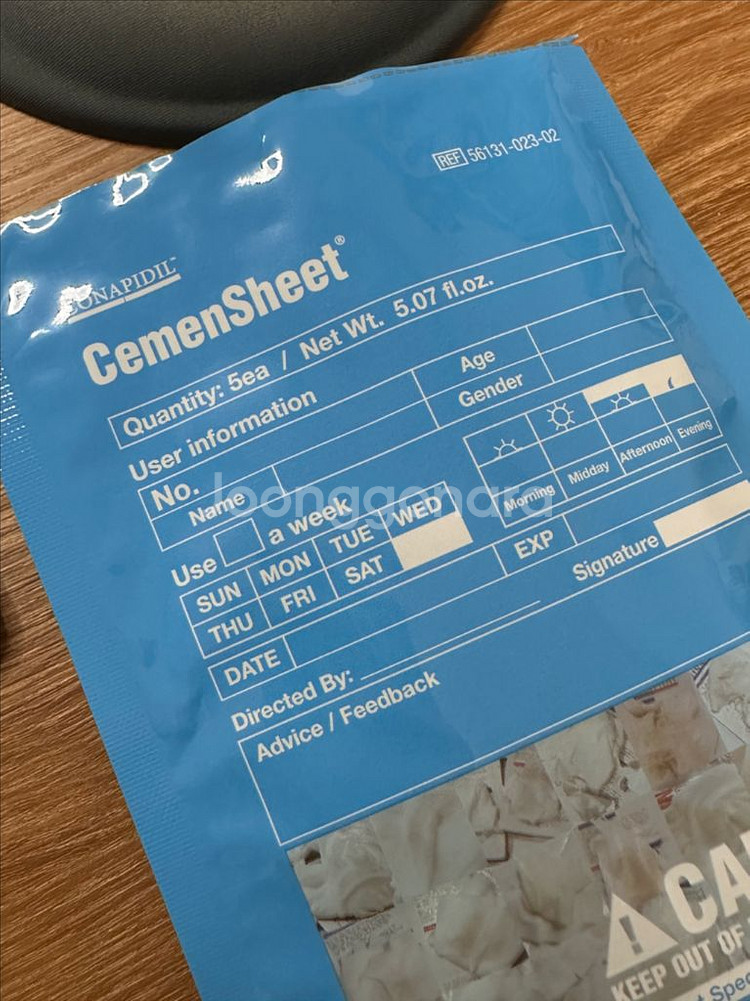 REF 56131-023-02
BONAPIDIL™
CemenSheet®
Quantity: 5ea / Net Wt. 5.07 fl.oz.
User information
No.
Name
Age
Gender
Use a week
SUN MON TUE WED
THU FRI SAT
Morning Midday Afternoon Evening
DATE
EXP
Directed By:
Signature
Advice / Feedback
KEEP OUT OF
joonggonara